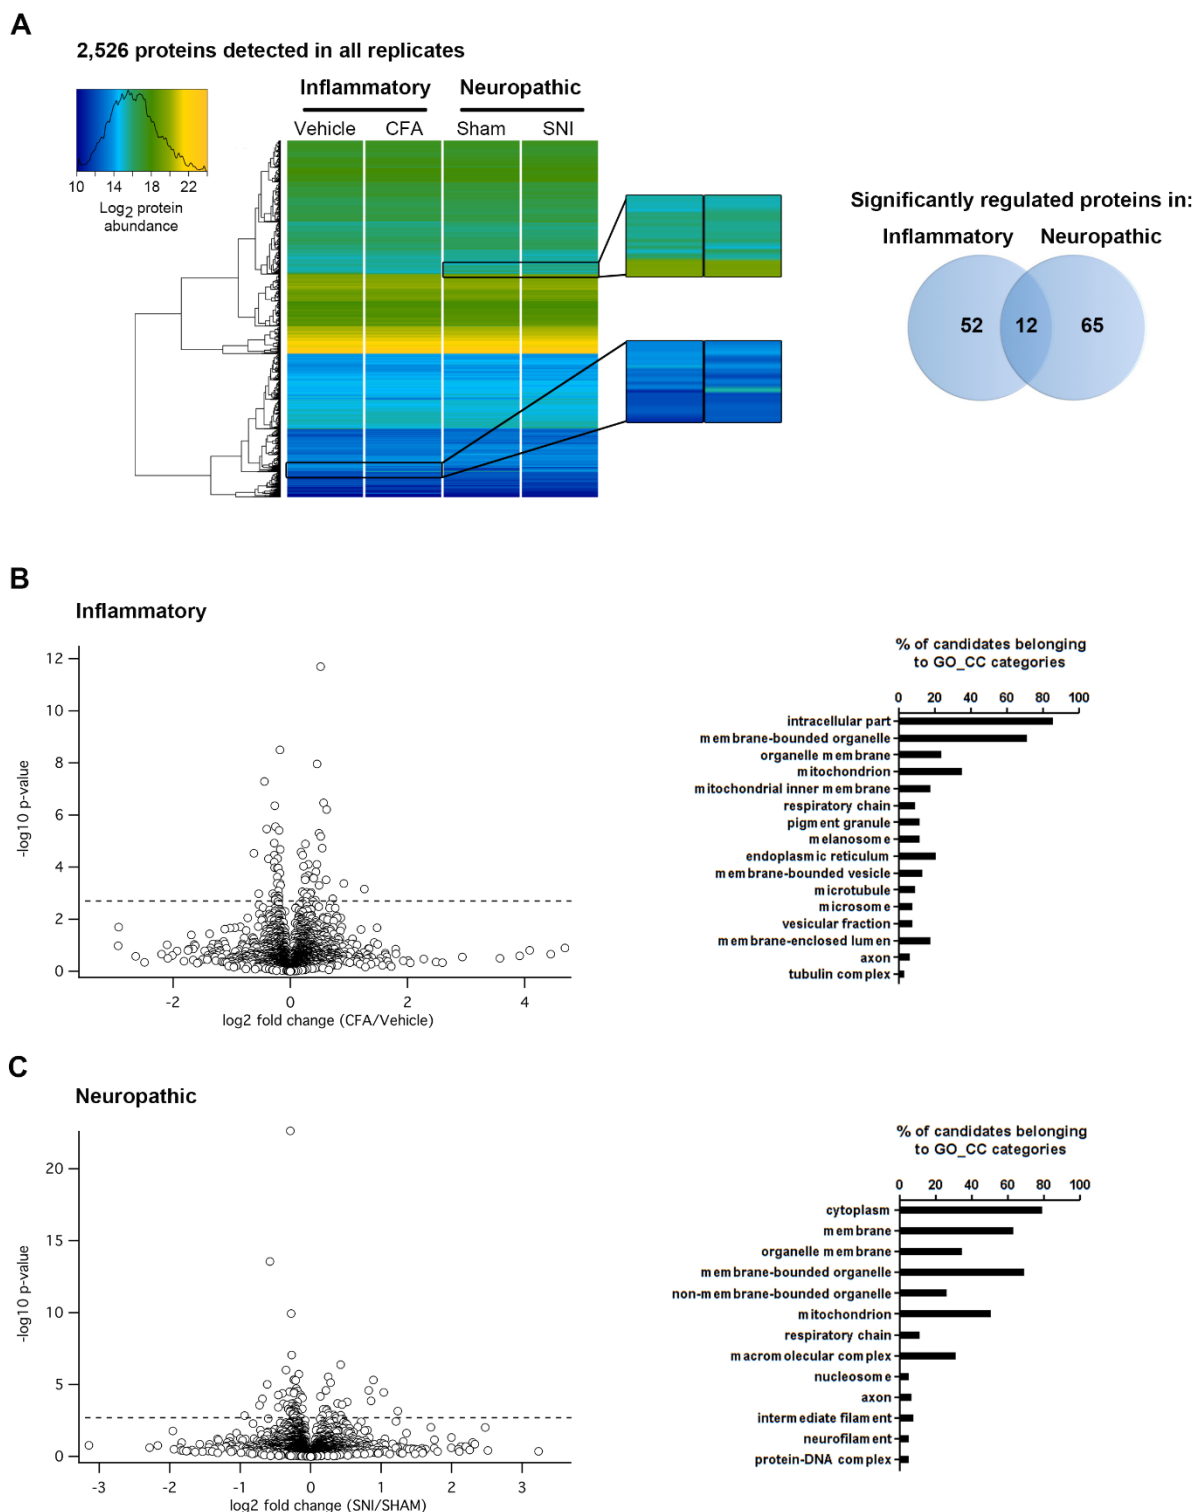 A
2,526 proteins detected in all replicates
Inflammatory Neuropathic
Vehicle CFA Sham SNI
10 14 18 22
Log2 protein
abundance
Significantly regulated proteins in:
Inflammatory Neuropathic
52 12 65
B
Inflammatory
12
10
8
6
4
2
0
-log10 p-value
-2 0 2 4
log2 fold change (CFA/Vehicle)
% of candidates belonging
to GO_CC categories
0 20 40 60 80 100
intracellular part
membrane-bounded organelle
organelle membrane
mitochondrion
mitochondrial inner membrane
respiratory chain
pigment granule
melanosome
endoplasmic reticulum
membrane-bounded vesicle
microtubule
microsome
vesicular fraction
membrane-enclosed lumen
axon
tubulin complex
C
Neuropathic
20
15
10
5
0
-log10 p-value
-3 -2 -1 0 1 2 3
log2 fold change (SNI/SHAM)
% of candidates belonging
to GO_CC categories
0 20 40 60 80 100
cytoplasm
membrane
organelle membrane
membrane-bounded organelle
non-membrane-bounded organelle
mitochondrion
respiratory chain
macromolecular complex
nucleosome
axon
intermediate filament
neurofilament
protein-DNA complex